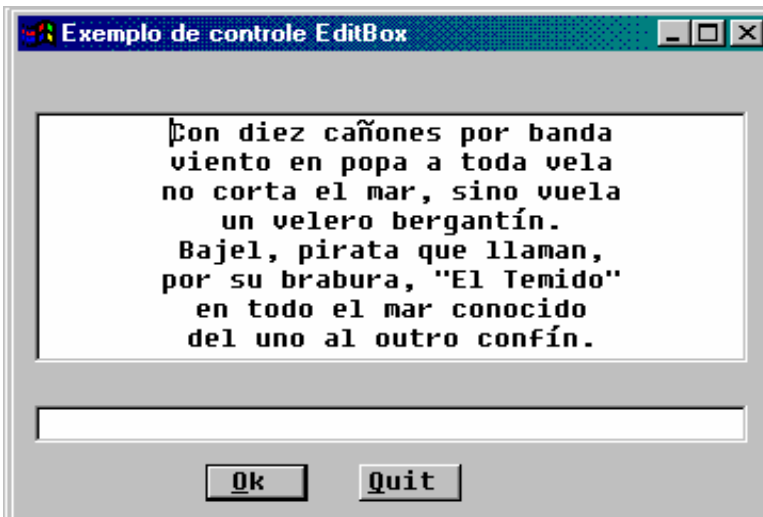 Exemplo de controle EditBox
Con diez cañones por banda
viento en popa a toda vela
no corta el mar, sino vuela
un velero bergantín.
Bajel, pirata que llaman,
por su brabura, "El Temido"
en todo el mar conocido
del uno al outro confín.
Ok Quit